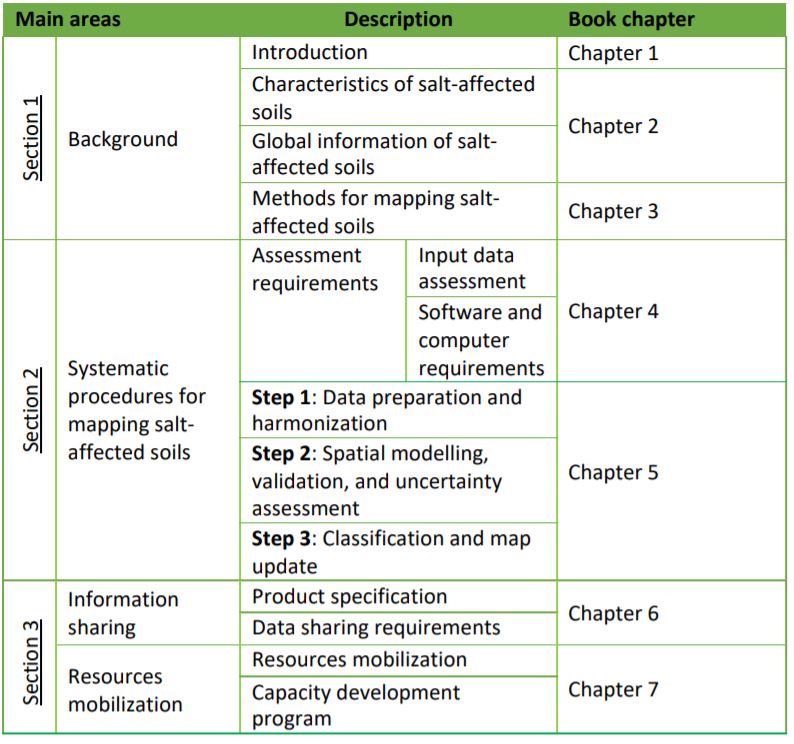 Main areas Description Book chapter
Section 1
Background
Introduction
Chapter 1
Characteristics of salt-affected
soils
Global information of salt-
affected soils
Chapter 2
Methods for mapping salt-
affected soils
Chapter 3
Section 2
Systematic
procedures for
mapping salt-
affected soils
Assessment
requirements
Input data
assessment
Software and
computer
requirements
Chapter 4
Step 1: Data preparation and
harmonization
Step 2: Spatial modelling,
validation, and uncertainty
assessment
Step 3: Classification and map
update
Chapter 5
Section 3
Information
sharing
Product specification
Data sharing requirements
Chapter 6
Resources
mobilization
Resources mobilization
Capacity development
program
Chapter 7